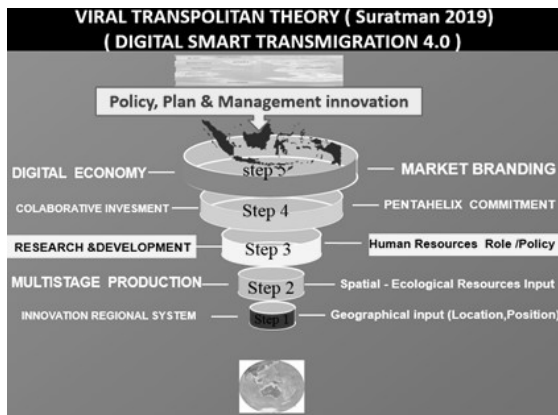 VIRAL TRANSPOLITAN THEORY ( Suratman 2019)
( DIGITAL SMART TRANSMIGRATION 4.0 )
Policy, Plan & Management innovation
DIGITAL ECONOMY
step 5
MARKET BRANDING
COLABORATIVE INVESMENT
Step 4
PENTAHELIX COMMITMENT
RESEARCH &DEVELOPMENT
Step 3
Human Resources Role /Policy
MULTISTAGE PRODUCTION
Step 2
Spatial - Ecological Resources Input
INNOVATION REGIONAL SYSTEM
Step 1
Geographical input (Location,Position)